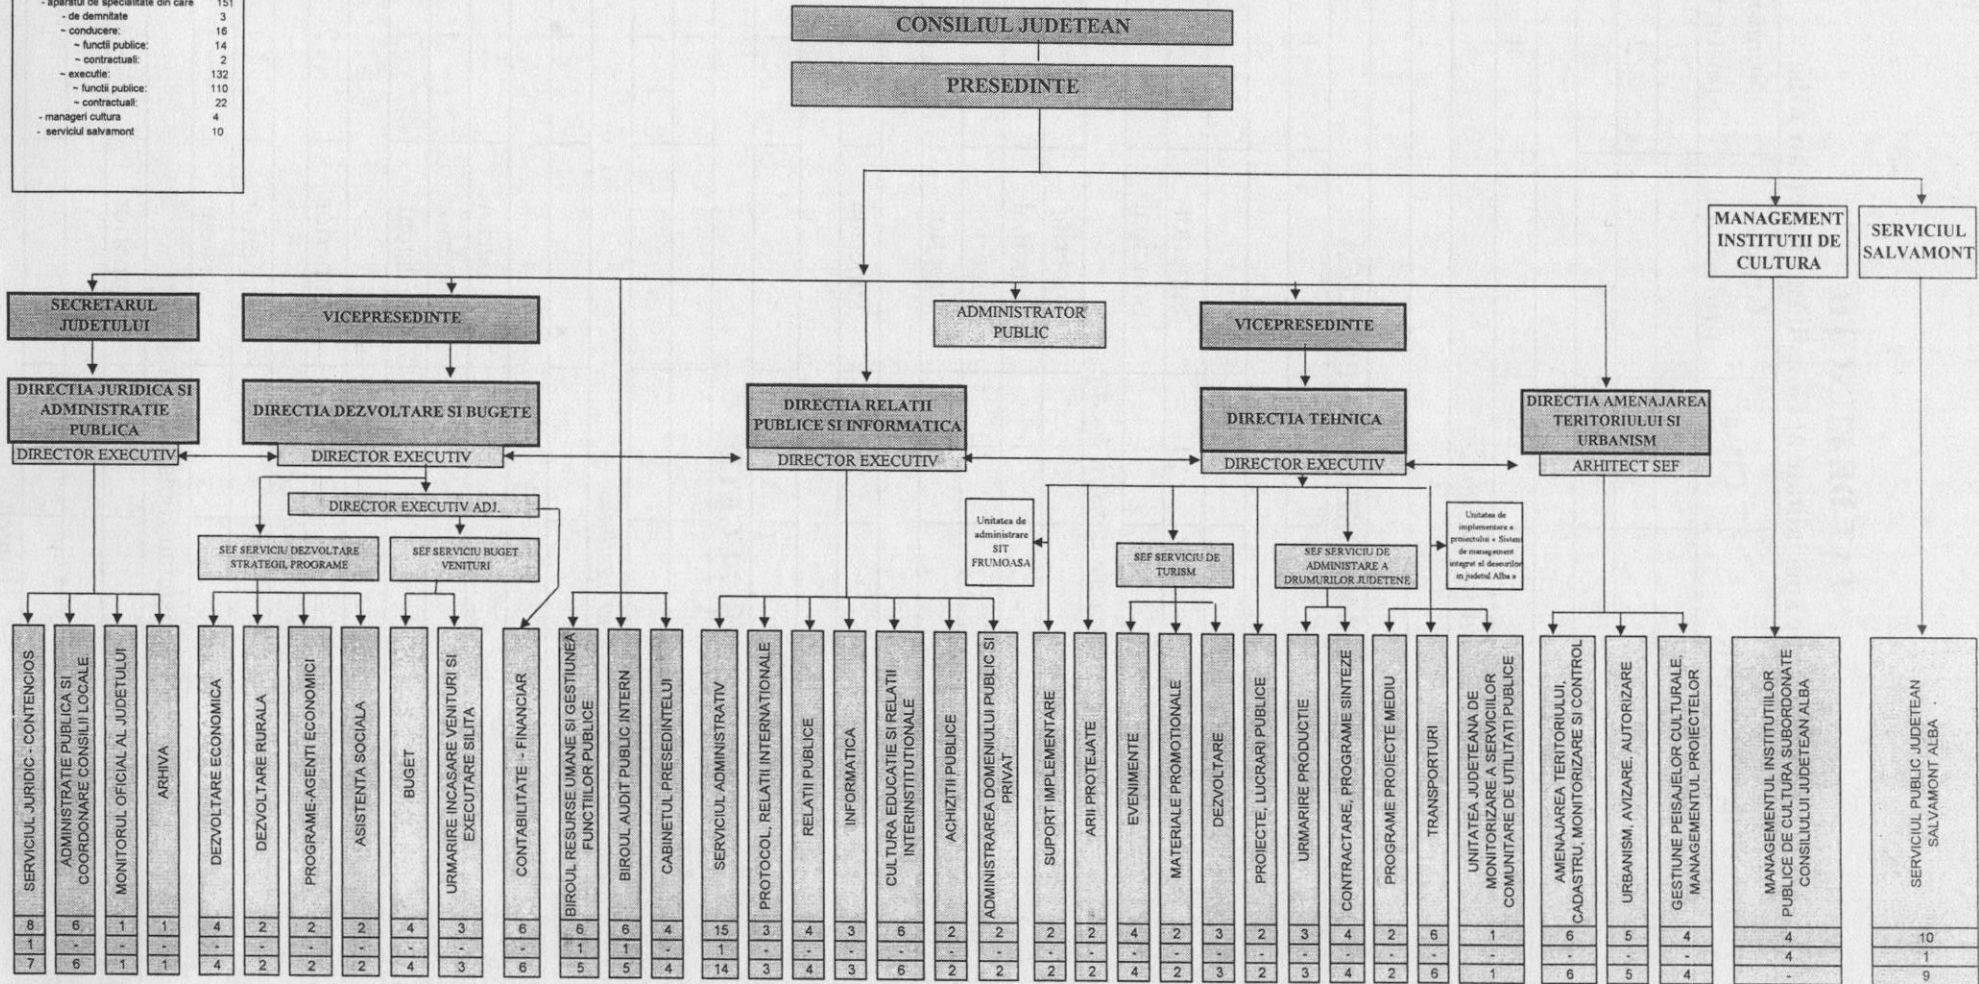 - aparatul de specialitate din care 151
- de demnitate 3
~ conducere: 16
~ functii publice: 14
~ contractuali: 2
~ executie: 132
~ functii publice: 110
~ contractuali: 22
- manageri cultura 4
- serviciul salvamont 10
CONSILIUL JUDETEAN
PRESEDINTE
MANAGEMENT
INSTITUTII DE
CULTURA
SERVICIUL
SALVAMONT
SECRETARUL
JUDETULUI
VICEPRESEDINTE
ADMINISTRATOR
PUBLIC
VICEPRESEDINTE
DIRECTIA JURIDICA SI
ADMINISTRATIE
PUBLICA
DIRECTOR EXECUTIV
DIRECTIA DEZVOLTARE SI BUGETE
DIRECTOR EXECUTIV
DIRECTIA RELATII
PUBLICE SI INFORMATICA
DIRECTOR EXECUTIV
DIRECTIA TEHNICA
DIRECTOR EXECUTIV
DIRECTIA AMENAJAREA
TERITORIULUI SI
URBANISM
ARHITECT SEF
DIRECTOR EXECUTIV ADJ.
SEF SERVICIU DEZVOLTARE
STRATEGII, PROGRAME
SEF SERVICIU BUGET
VENITURI
Unitatea de
administrare
SIT
FRUMOASA
SEF SERVICIU DE
TURISM
SEF SERVICIU DE
ADMINISTARE A
DRUMURILOR JUDETENE
Unitatea de
implementare a
proiectului « Sistem
de management
integrat al deseurilor
in judetul Alba »
SERVICIUL JURIDIC - CONTENCIOS
ADMINISTRATIE PUBLICA SI
COORDONARE CONSILII LOCALE
MONITORUL OFICIAL AL JUDETULUI
ARHIVA
DEZVOLTARE ECONOMICA
DEZVOLTARE RURALA
PROGRAME-AGENTI ECONOMICI
ASISTENTA SOCIALA
BUGET
URMARIRE INCASARE VENITURI SI
EXECUTARE SILITA
CONTABILITATE - FINANCIAR
BIROUL RESURSE UMANE SI GESTIUNEA
FUNCTIILOR PUBLICE
BIROUL AUDIT PUBLIC INTERN
CABINETUL PRESEDINTELUI
SERVICIUL ADMINISTRATIV
PROTOCOL, RELATII INTERNATIONALE
RELATII PUBLICE
INFORMATICA
CULTURA EDUCATIE SI RELATII
INTERINSTITUTIONALE
ACHIZITII PUBLICE
ADMINISTRAREA DOMENIULUI PUBLIC SI
PRIVAT
SUPORT IMPLEMENTARE
ARII PROTEJATE
EVENIMENTE
MATERIALE PROMOTIONALE
DEZVOLTARE
PROIECTE, LUCRARI PUBLICE
URMARIRE PRODUCTIE
CONTRACTARE, PROGRAME SINTEZE
PROGRAME PROIECTE MEDIU
TRANSPORTURI
UNITATEA JUDETEANA DE
MONITORIZARE A SERVICIILOR
COMUNITARE DE UTILITATI PUBLICE
AMENAJAREA TERITORIULUI,
CADASTRU, MONITORIZARE SI CONTROL
URBANISM, AVIZARE, AUTORIZARE
GESTIUNE PEISAJELOR CULTURALE,
MANAGEMENTUL PROIECTELOR
MANAGEMENTUL INSTITUTIILOR
PUBLICE DE CULTURA SUBORDONATE
CONSILIULUI JUDETEAN ALBA
SERVICIUL PUBLIC JUDETEAN
SALVAMONT ALBA
8 6 1 1 4 2 2 2 4 3 6 6 6 4 15 3 4 3 6 2 2 2 2 4 2 3 2 3 4 2 6 1 6 5 4 4 10
1 - - - - - - - - - - 1 1 - 1 - - - - - - - - - - - - - - - - - - - - 4 1
7 6 1 1 4 2 2 2 4 3 6 5 5 4 14 3 4 3 6 2 2 2 2 4 2 3 2 3 4 2 6 1 6 5 4 - 9